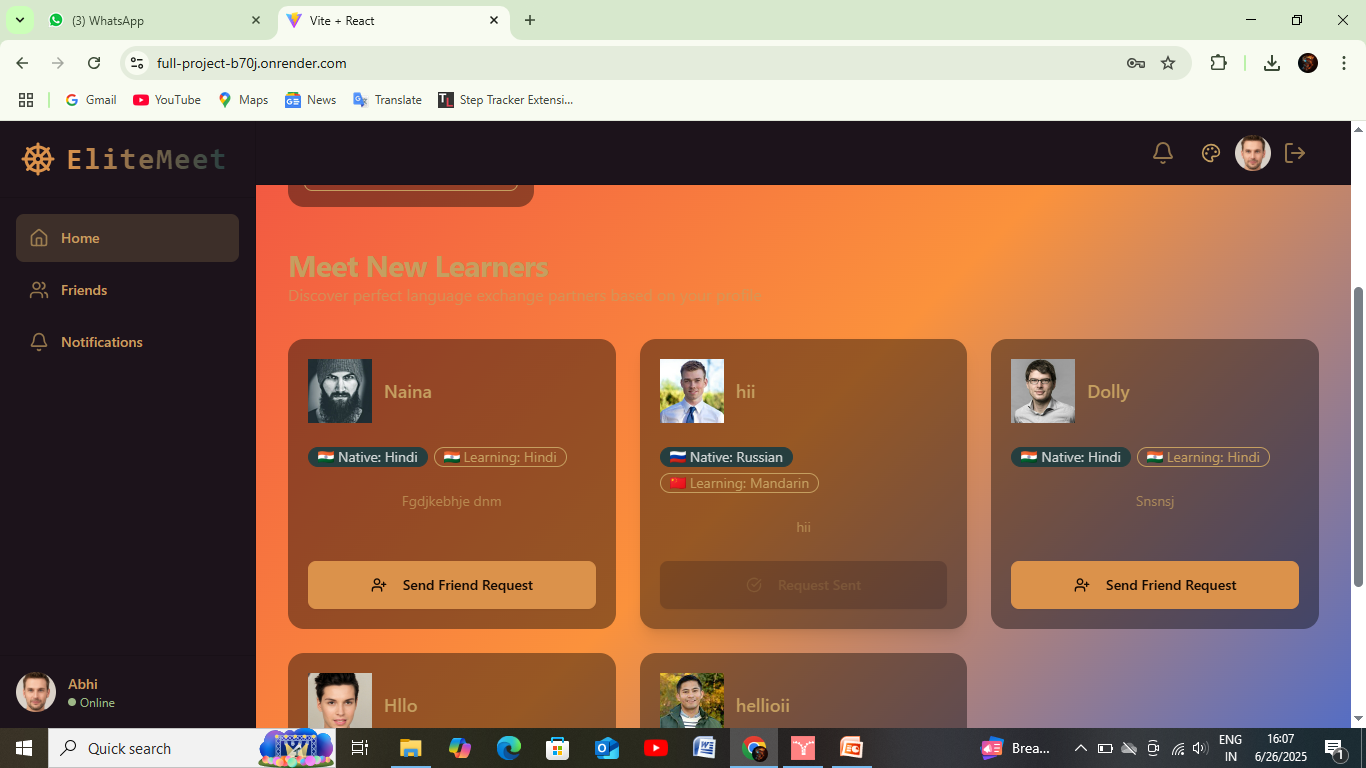 (3) WhatsApp
Vite + React
full-project-b70j.onrender.com
Gmail
YouTube
Maps
News
Translate
Step Tracker Extensi...
EliteMeet
Home
Friends
Notifications
Meet New Learners
Discover perfect language exchange partners based on your profile
Naina
Native: Hindi
Learning: Hindi
Fgdjkebhje dnm
Send Friend Request
hii
Native: Russian
Learning: Mandarin
hii
Request Sent
Dolly
Native: Hindi
Learning: Hindi
Snsnsj
Send Friend Request
Hllo
hellioii
Abhi
Online
Quick search
Brea...
ENG
IN
16:07
6/26/2025
1